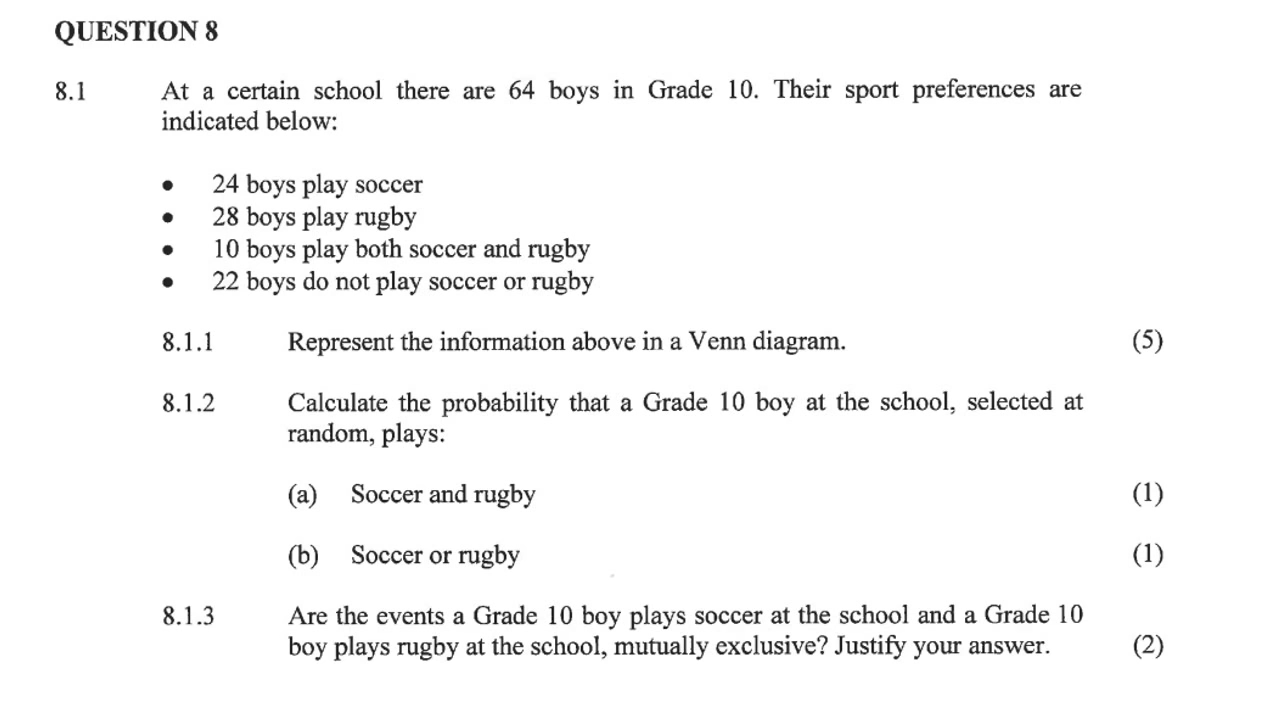 QUESTION 8
8.1 At a certain school there are 64 boys in Grade 10. Their sport preferences are
indicated below:
• 24 boys play soccer
• 28 boys play rugby
• 10 boys play both soccer and rugby
• 22 boys do not play soccer or rugby
8.1.1 Represent the information above in a Venn diagram. (5)
8.1.2 Calculate the probability that a Grade 10 boy at the school, selected at
random, plays:
(a) Soccer and rugby (1)
(b) Soccer or rugby (1)
8.1.3 Are the events a Grade 10 boy plays soccer at the school and a Grade 10
boy plays rugby at the school, mutually exclusive? Justify your answer. (2)